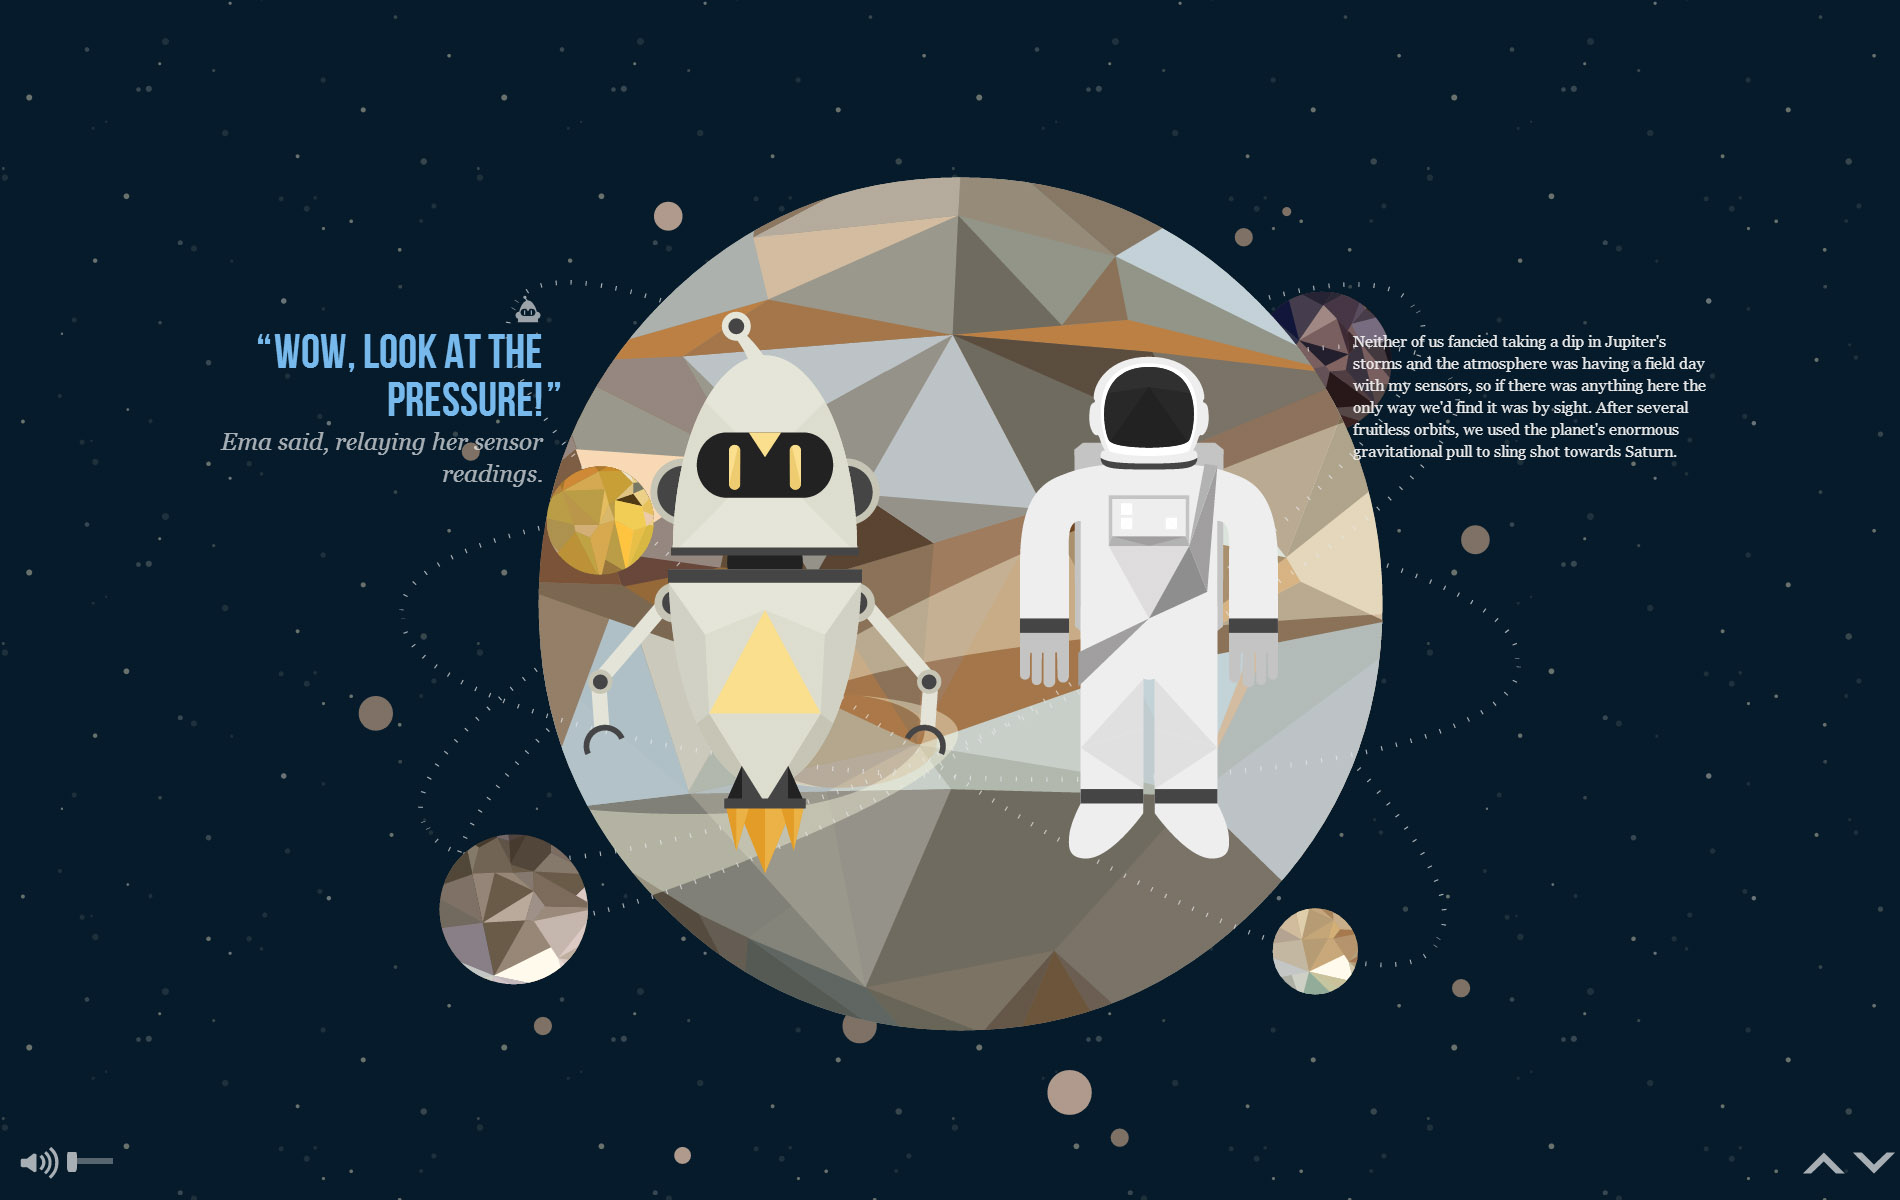 “WOW, LOOK AT THE
PRESSURE!”
Ema said, relaying her sensor
readings.
Neither of us fancied taking a dip in Jupiter's
storms and the atmosphere was having a field day
with my sensors, so if there was anything here the
only way we'd find it was by sight. After several
fruitless orbits, we used the planet's enormous
gravitational pull to sling shot towards Saturn.